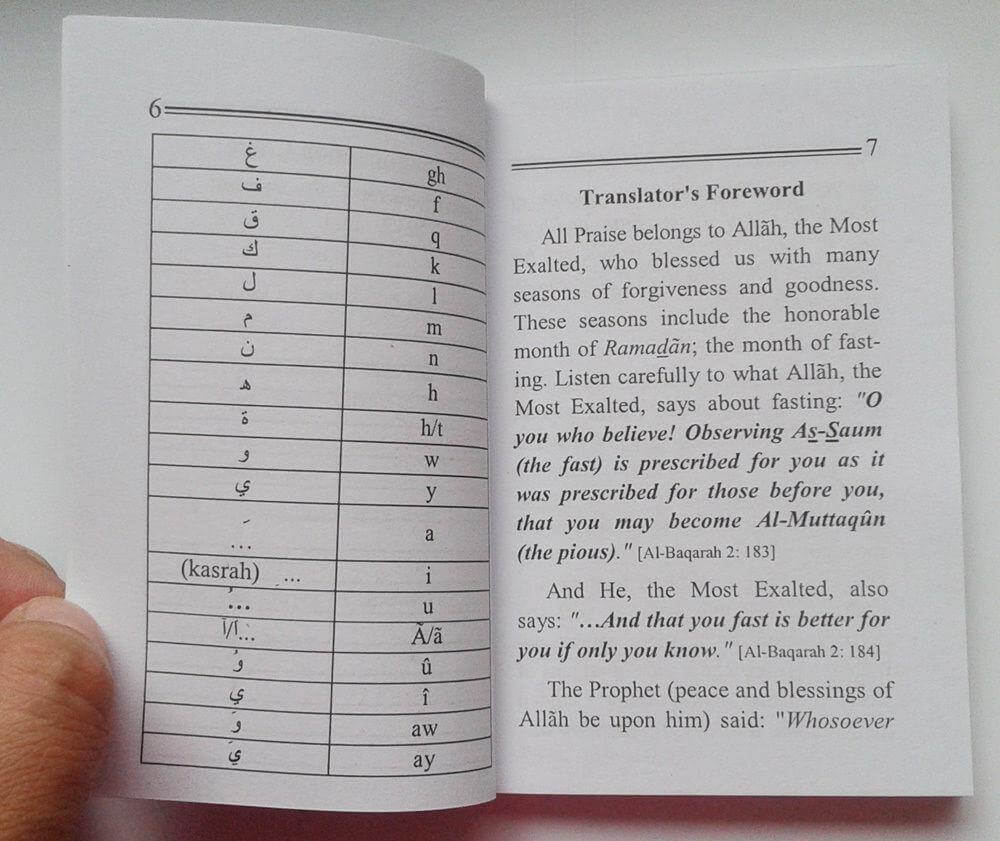 6
غ gh
ف f
ق q
ك k
ل l
م m
ن n
ه h
ة h/t
و w
ي y
َ ... a
(kasrah) ... i
ُ ... u
...آ/أ Ã/ã
وُ û
ي î
وَ aw
يَ ay
7
Translator's Foreword
All Praise belongs to Allãh, the Most
Exalted, who blessed us with many
seasons of forgiveness and goodness.
These seasons include the honorable
month of Ramaḏãn; the month of fast-
ing. Listen carefully to what Allãh, the
Most Exalted, says about fasting: "O
you who believe! Observing As̱-S̱aum
(the fast) is prescribed for you as it
was prescribed for those before you,
that you may become Al-Muttaqûn
(the pious)." [Al-Baqarah 2: 183]
And He, the Most Exalted, also
says: "...And that you fast is better for
you if only you know." [Al-Baqarah 2: 184]
The Prophet (peace and blessings of
Allãh be upon him) said: "Whosoever